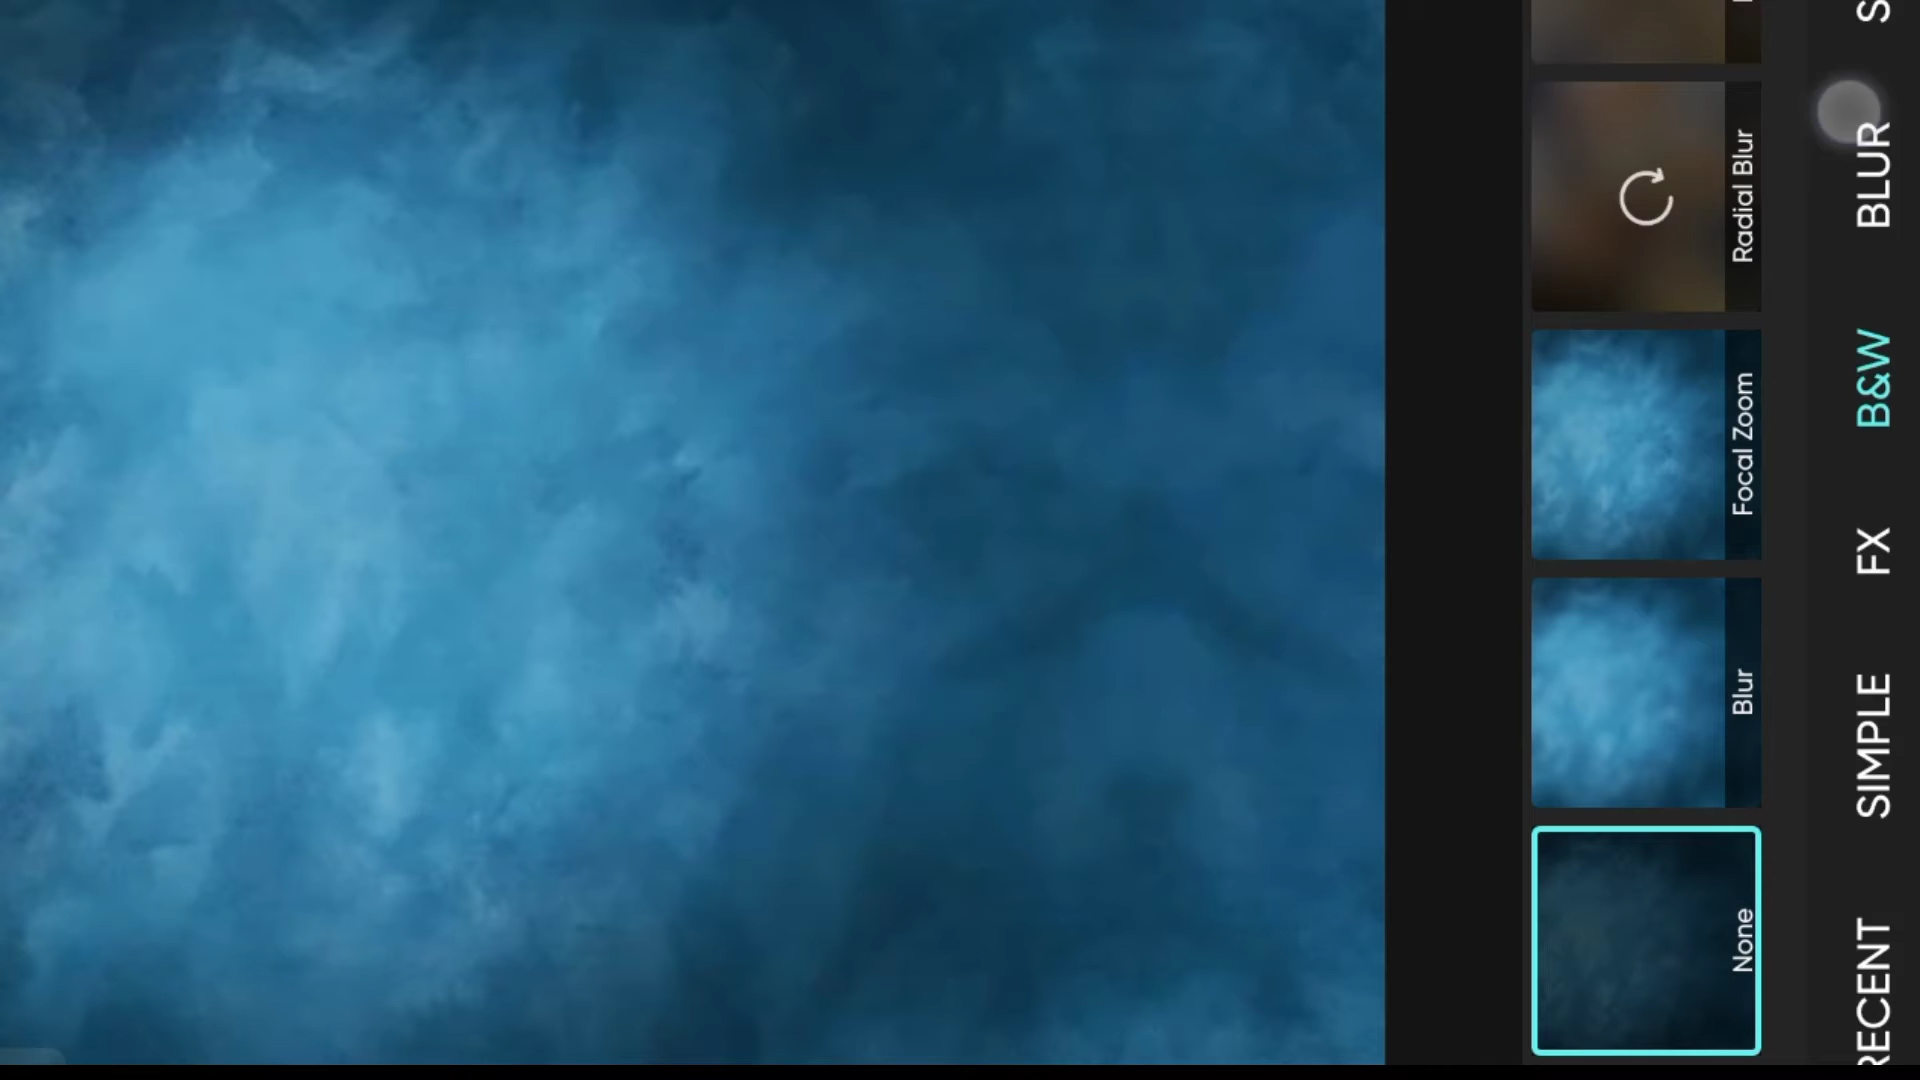 None
Blur
Focal Zoom
Radial Blur
RECENT
SIMPLE
FX
B&W
BLUR
S